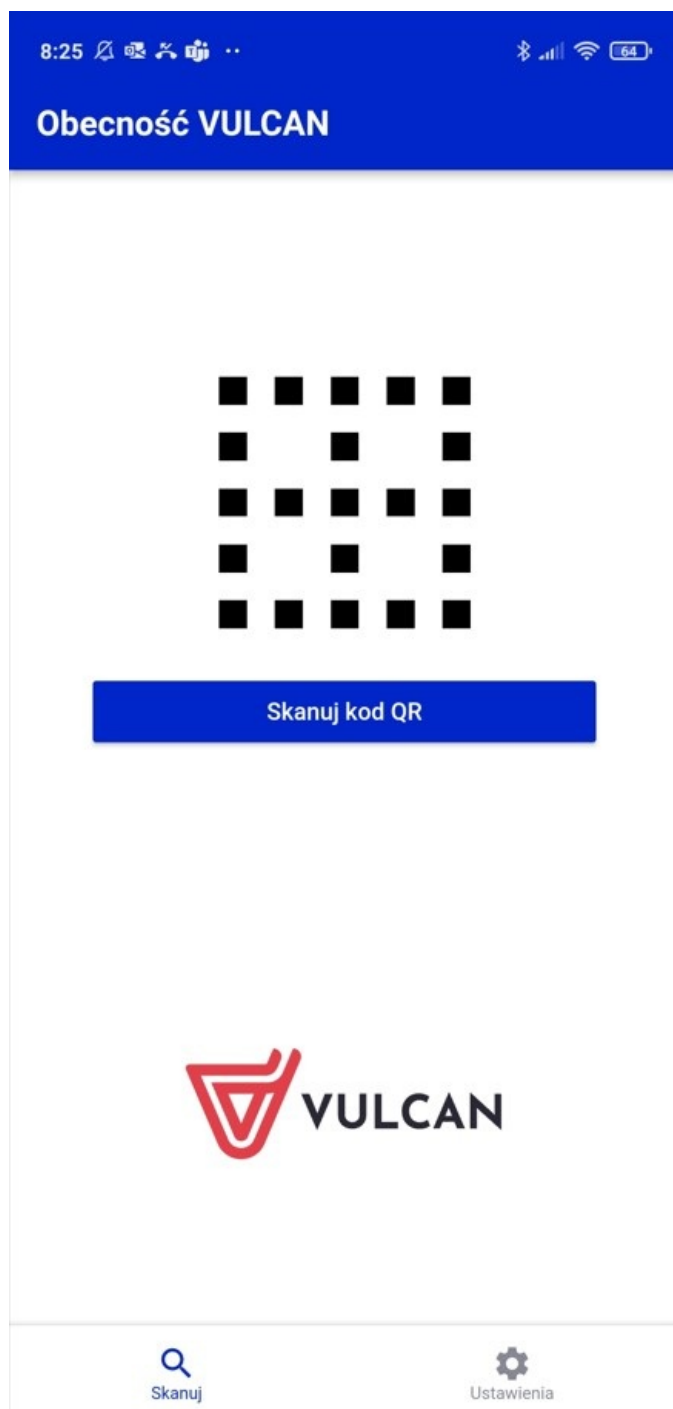 8:25
64
Obecność VULCAN
Skanuj kod QR
VULCAN
Skanuj
Ustawienia